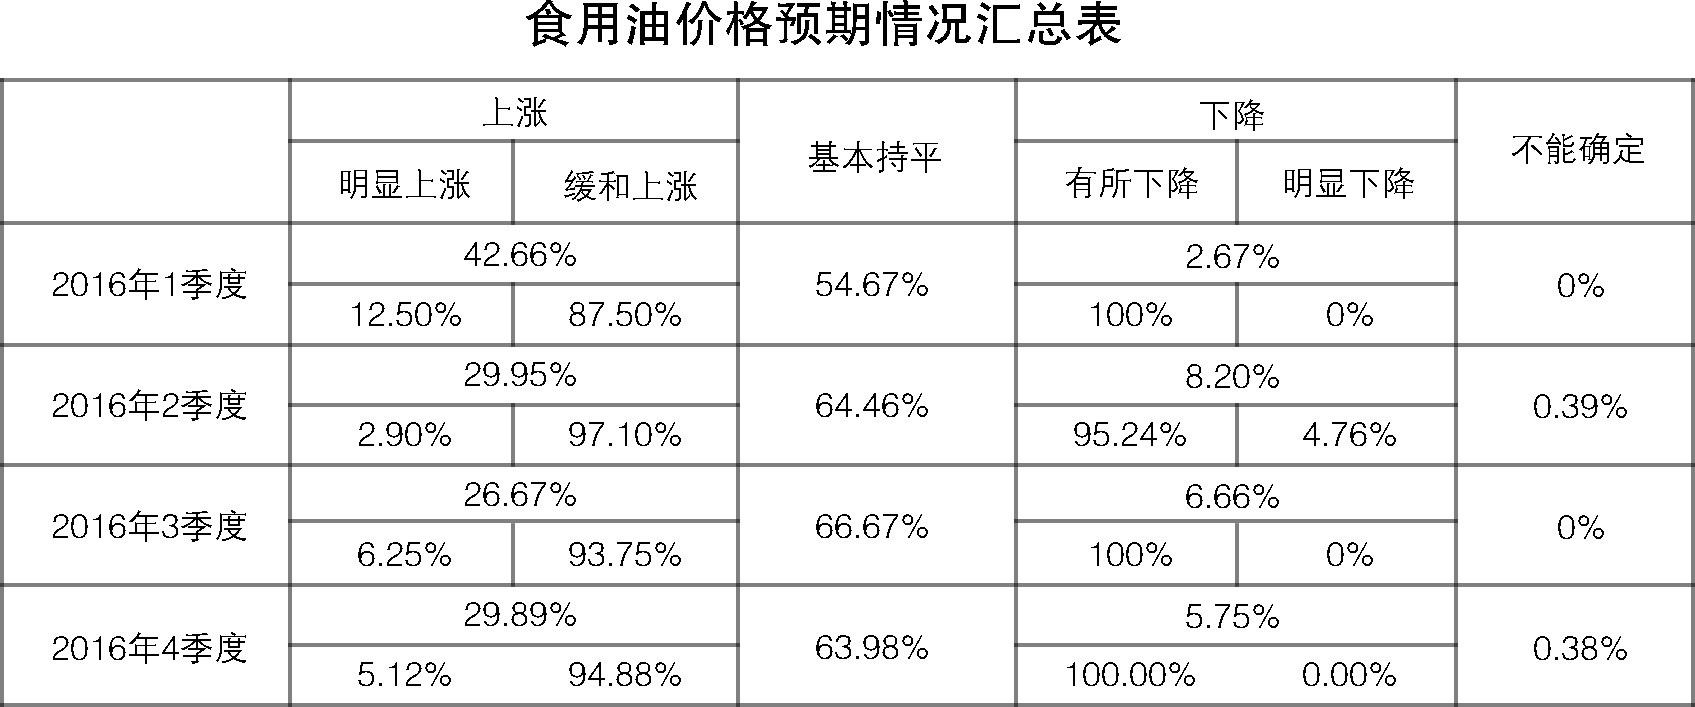 食用油价格预期情况汇总表
上涨 基本持平 下降 不能确定
明显上涨 缓和上涨 有所下降 明显下降
2016年1季度 42.66% 54.67% 2.67% 0%
12.50% 87.50% 100% 0%
2016年2季度 29.95% 64.46% 8.20% 0.39%
2.90% 97.10% 95.24% 4.76%
2016年3季度 26.67% 66.67% 6.66% 0%
6.25% 93.75% 100% 0%
2016年4季度 29.89% 63.98% 5.75% 0.38%
5.12% 94.88% 100.00% 0.00%